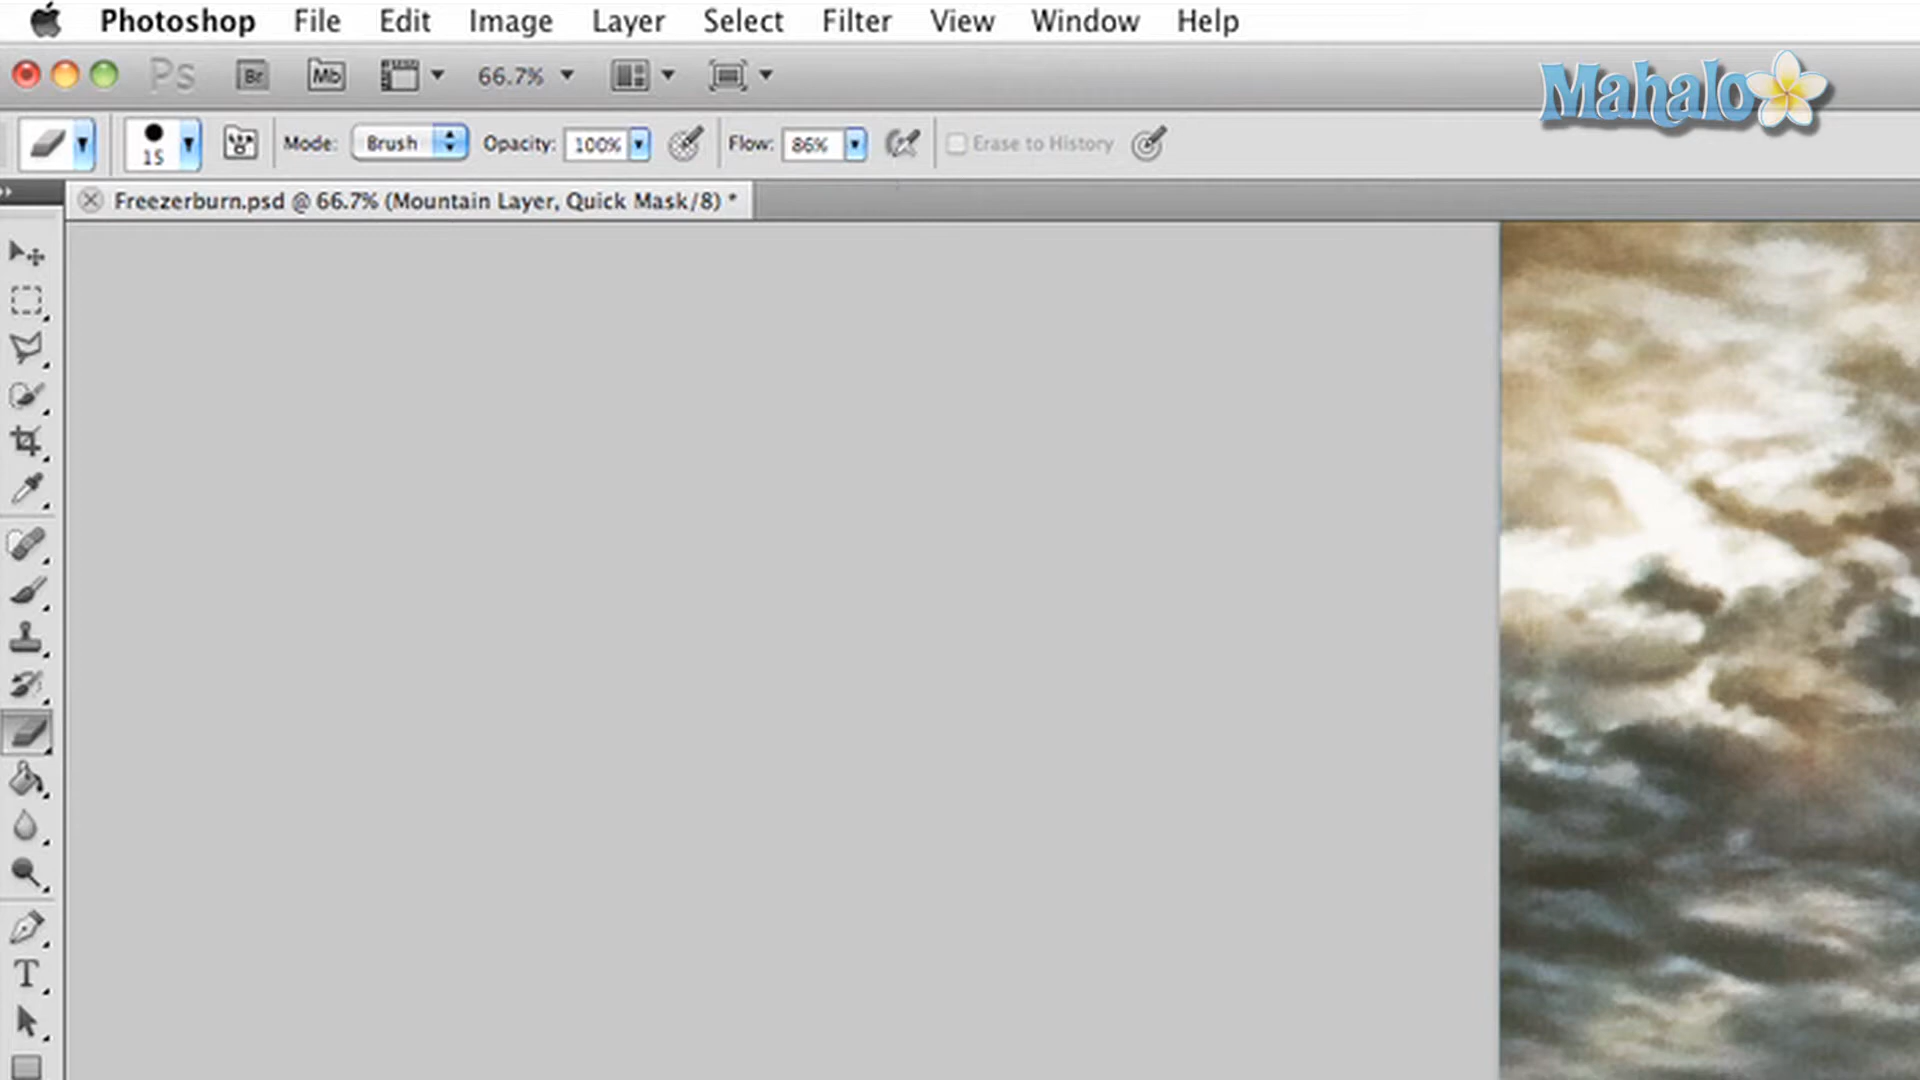 Photoshop File Edit Image Layer Select Filter View Window Help
Ps Br Mb 66.7%
Mahalo
15 Mode: Brush Opacity: 100% Flow: 86% Erase to History
Freezerburn.psd @ 66.7% (Mountain Layer, Quick Mask/8) *
T